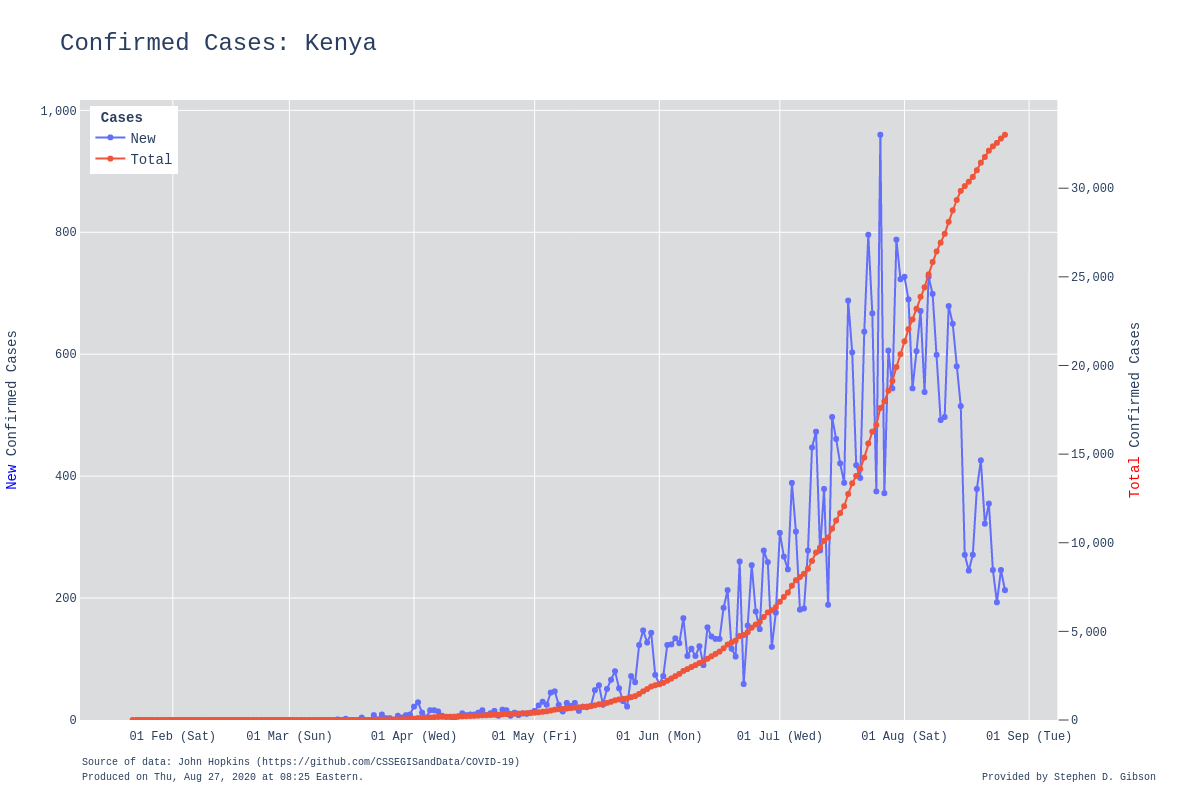 Confirmed Cases: Kenya
Cases
New
Total
1,000
800
600
400
200
0
30,000
25,000
20,000
15,000
10,000
5,000
0
New Confirmed Cases
Total Confirmed Cases
01 Feb (Sat) 01 Mar (Sun) 01 Apr (Wed) 01 May (Fri) 01 Jun (Mon) 01 Jul (Wed) 01 Aug (Sat) 01 Sep (Tue)
Source of data: John Hopkins (https://github.com/CSSEGISandData/COVID-19)
Produced on Thu, Aug 27, 2020 at 08:25 Eastern.
Provided by Stephen D. Gibson